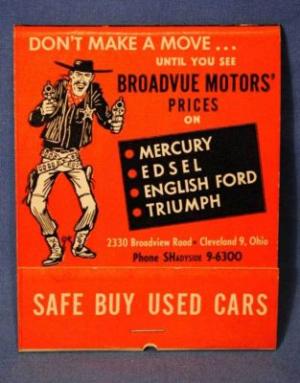 DON'T MAKE A MOVE...
UNTIL YOU SEE
BROADVUE MOTORS'
PRICES
ON
• MERCURY
• EDSEL
• ENGLISH FORD
• TRIUMPH
2330 Broadview Road • Cleveland 9, Ohio
Phone SHADYSIDE 9-6300
SAFE BUY USED CARS